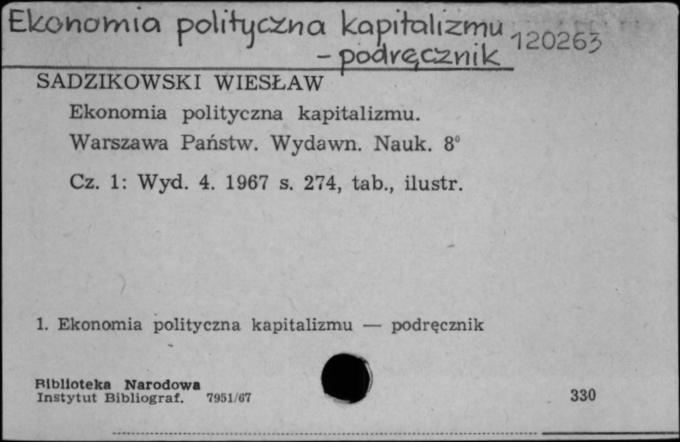 Ekonomia polityczna kapitalizmu 120263
– podręcznik
SADZIKOWSKI WIESŁAW
Ekonomia polityczna kapitalizmu.
Warszawa Państw. Wydawn. Nauk. 8°
Cz. 1: Wyd. 4. 1967 s. 274, tab., ilustr.
1. Ekonomia polityczna kapitalizmu — podręcznik
Biblioteka Narodowa
Instytut Bibliograf. 7951/67 330